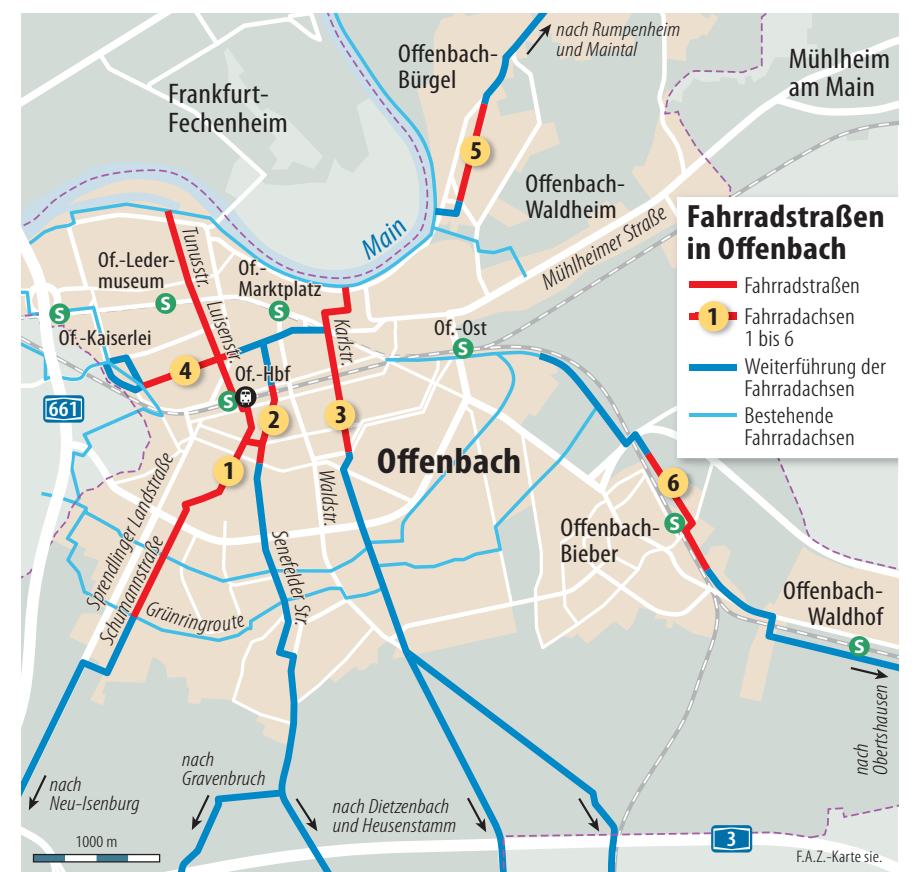 nach Rumpenheim
und Maintal
Offenbach-
Bürgel
Mühlheim
am Main
Frankfurt-
Fechenheim
5
Offenbach-
Waldheim
Main
Mühlheimer Straße
Fahrradstraßen
in Offenbach
Fahrradstraßen
1
Fahrradachsen
1 bis 6
Weiterführung der
Fahrradachsen
Bestehende
Fahrradachsen
Tunusstr.
Of.-Leder-
museum
S
Of.-
Marktplatz
S
S
Of.-Kaiserlei
Luisenstr.
Karlstr.
Of.-Ost
S
4
Of.-Hbf
S
661
2
3
1
Offenbach
6
Waldstr.
Sprendlinger Landstraße
Offenbach-
Bieber
S
Senefelder Str.
Schumannstraße
Grünringroute
Offenbach-
Waldhof
S
nach
Obertshausen
nach
Gravenbruch
nach
Neu-Isenburg
nach Dietzenbach
und Heusenstamm
1000 m
3
F.A.Z.-Karte sie.